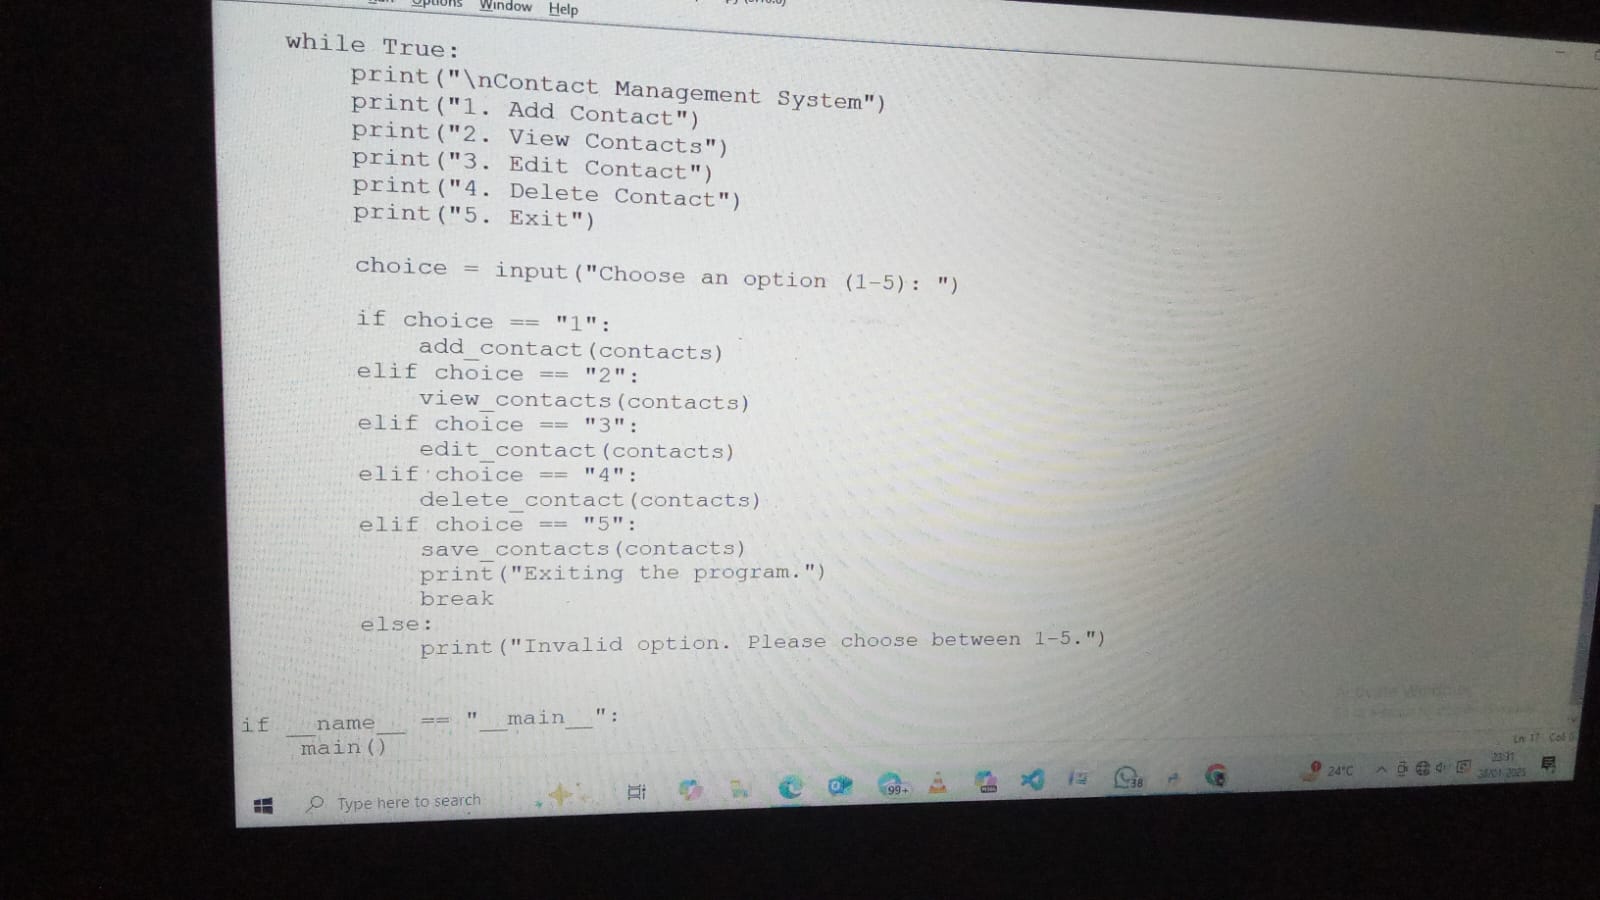 Options Window Help
while True:
print("\nContact Management System")
print("1. Add Contact")
print("2. View Contacts")
print("3. Edit Contact")
print("4. Delete Contact")
print("5. Exit")
choice = input("Choose an option (1-5): ")
if choice == "1":
add_contact(contacts)
elif choice == "2":
view_contacts(contacts)
elif choice == "3":
edit_contact(contacts)
elif choice == "4":
delete_contact(contacts)
elif choice == "5":
save_contacts(contacts)
print("Exiting the program.")
break
else:
print("Invalid option. Please choose between 1-5.")
if __name__ == "__main__":
main()
Ln: 17 Col: 0
Type here to search
99+
38
24°C
23:31